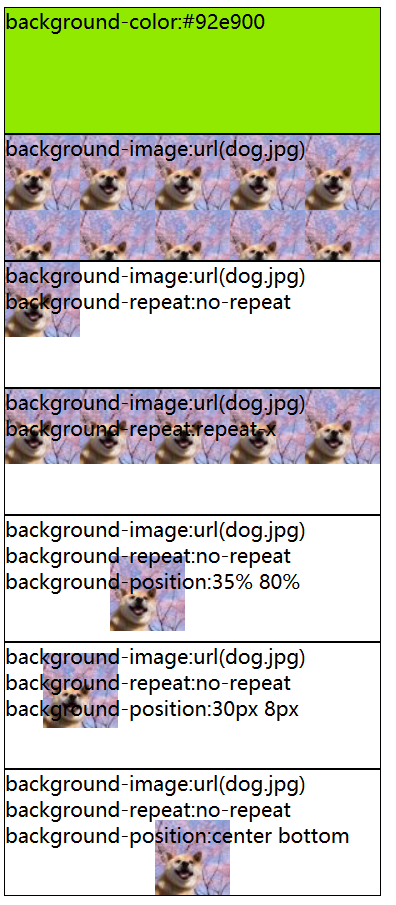 background-color:#92e900
background-image:url(dog.jpg)
background-image:url(dog.jpg)
background-repeat:no-repeat
background-image:url(dog.jpg)
background-repeat:repeat-x
background-image:url(dog.jpg)
background-repeat:no-repeat
background-position:35% 80%
background-image:url(dog.jpg)
background-repeat:no-repeat
background-position:30px 8px
background-image:url(dog.jpg)
background-repeat:no-repeat
background-position:center bottom